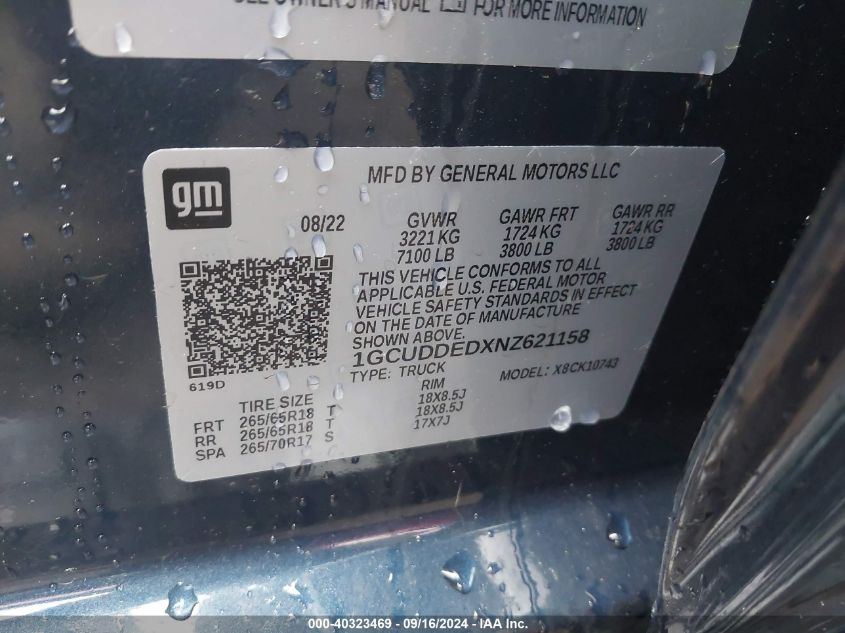 SEE OWNER'S MANUAL FOR MORE INFORMATION
gm
MFD BY GENERAL MOTORS LLC
08/22 GVWR GAWR FRT GAWR RR
3221 KG 1724 KG 1724 KG
7100 LB 3800 LB 3800 LB
THIS VEHICLE CONFORMS TO ALL
APPLICABLE U.S. FEDERAL MOTOR
VEHICLE SAFETY STANDARDS IN EFFECT
ON THE DATE OF MANUFACTURE
SHOWN ABOVE.
1GCUDDEDXNZ621158
619D
TYPE: TRUCK MODEL: X8CK10743
TIRE SIZE RIM
FRT 265/65R18 T 18X8.5J
RR 265/65R18 T 18X8.5J
SPA 265/70R17 S 17X7J
000-40323469 - 09/16/2024 - IAA Inc.